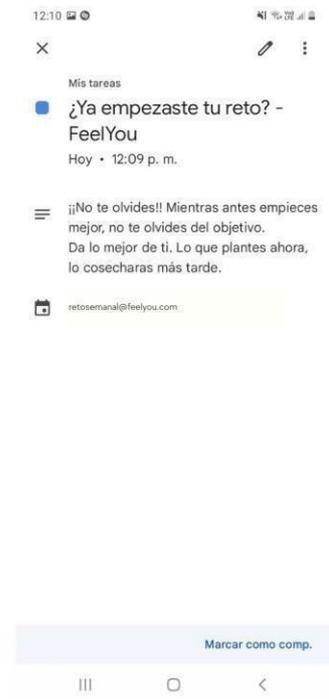 12:10
Mis tareas
¿Ya empezaste tu reto? -
FeelYou
Hoy • 12:09 p. m.
¡¡No te olvides!! Mientras antes empieces
mejor, no te olvides del objetivo.
Da lo mejor de ti. Lo que plantes ahora,
lo cosecharas más tarde.
retosemanal@feelyou.com
Marcar como comp.